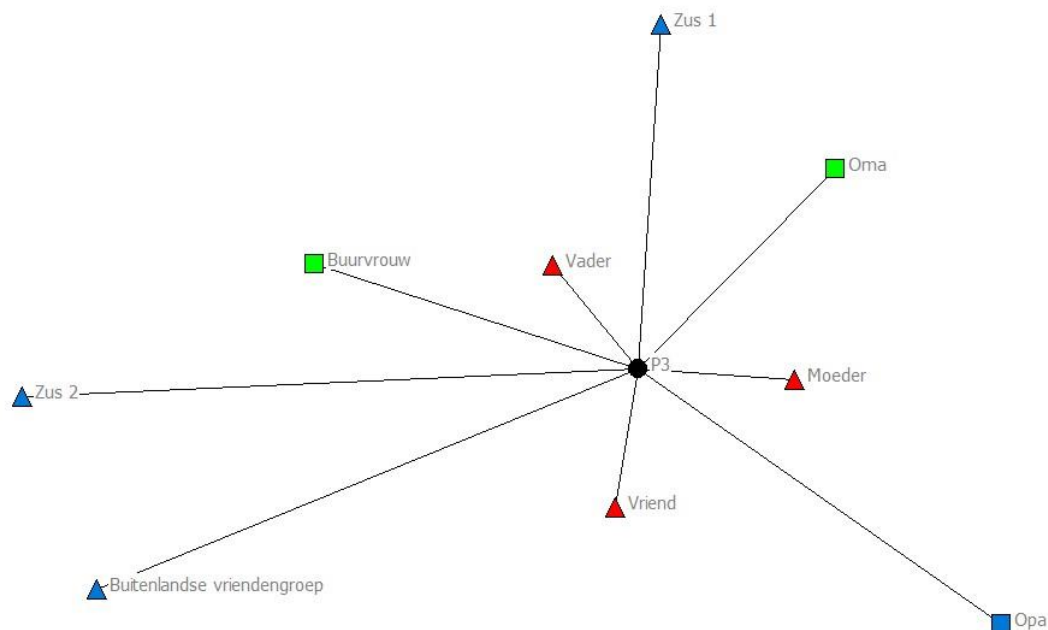 Zus 1
Oma
Buurvrouw
Vader
P3
Moeder
Zus 2
Vriend
Buitenlandse vriendengroep
Opa